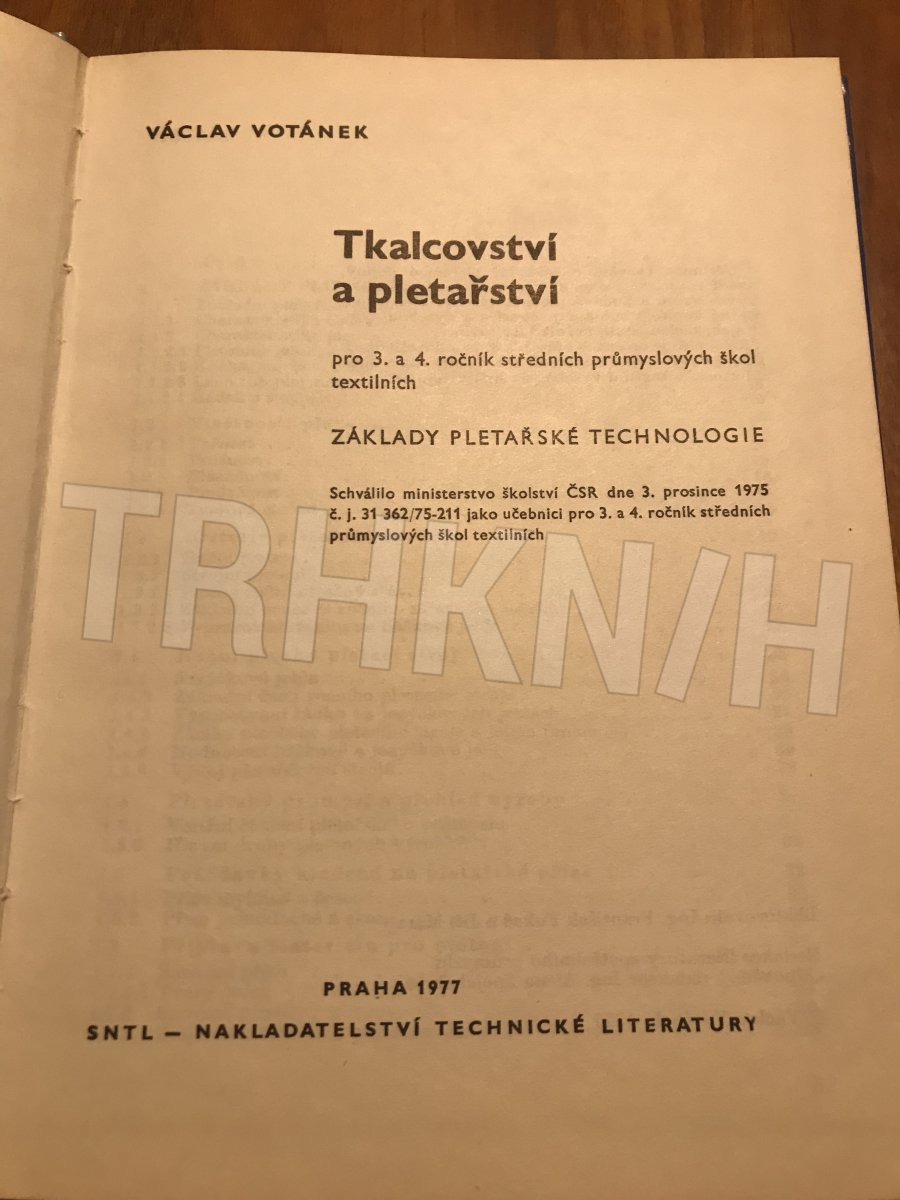 VÁCLAV VOTÁNEK
Tkalcovství
a pletařství
pro 3. a 4. ročník středních průmyslových škol
textilních
ZÁKLADY PLETAŘSKÉ TECHNOLOGIE
Schválilo ministerstvo školství ČSR dne 3. prosince 1975
č. j. 31 362/75-211 jako učebnici pro 3. a 4. ročník středních
průmyslových škol textilních
TRHKN/H
PRAHA 1977
SNTL – NAKLADATELSTVÍ TECHNICKÉ LITERATURY